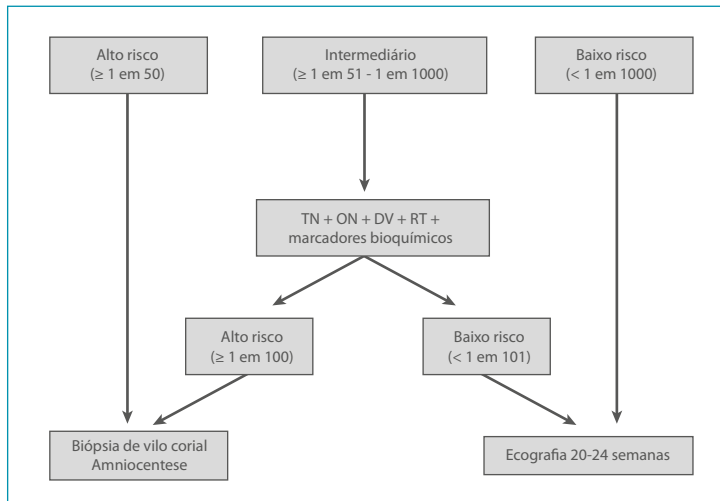 Alto risco
(≥ 1 em 50)
Intermediário
(≥ 1 em 51 - 1 em 1000)
Baixo risco
(< 1 em 1000)
TN + ON + DV + RT +
marcadores bioquímicos
Alto risco
(≥ 1 em 100)
Baixo risco
(< 1 em 101)
Biópsia de vilo corial
Amniocentese
Ecografia 20-24 semanas